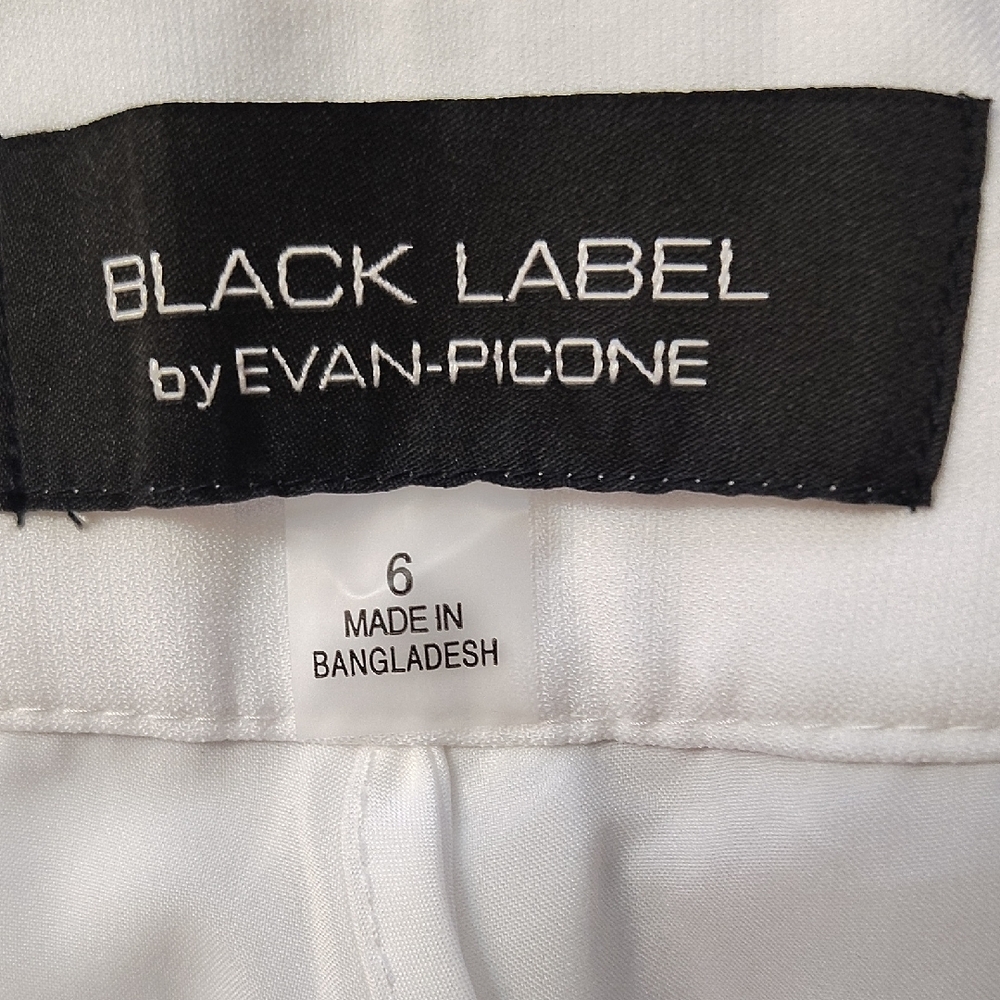 BLACK LABEL
by EVAN-PICONE
6
MADE IN
BANGLADESH